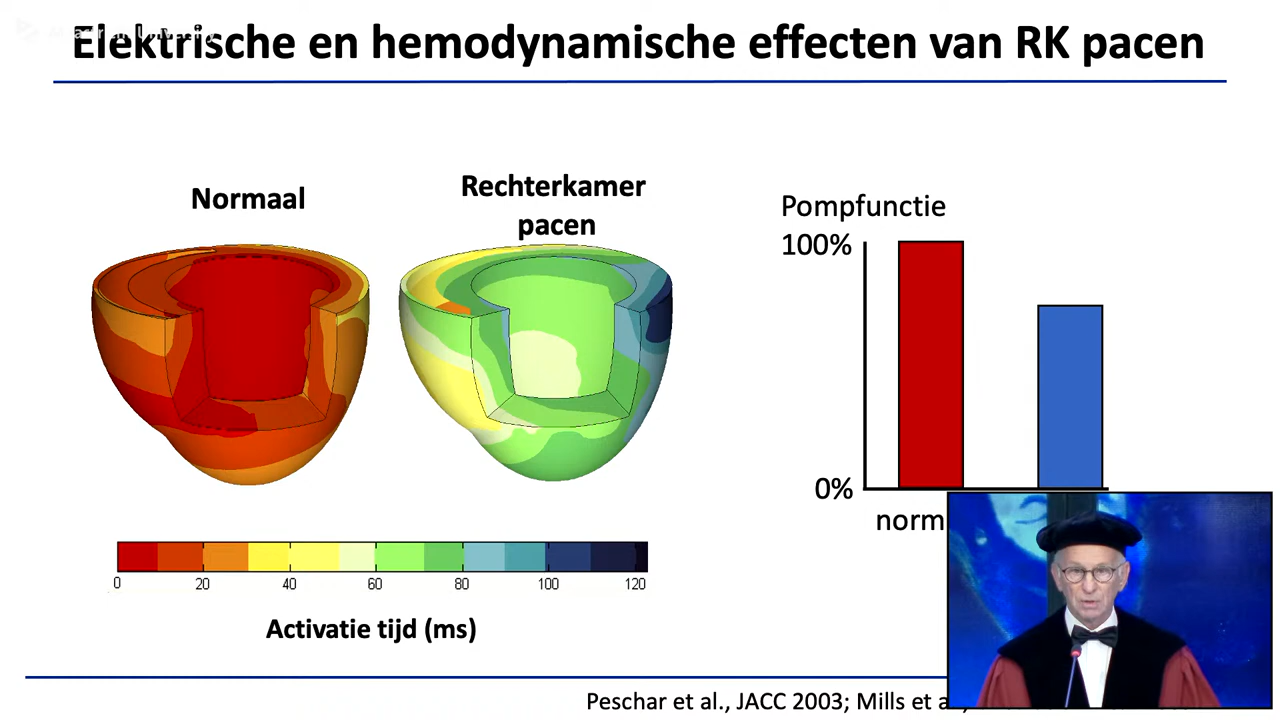 Elektrische en hemodynamische effecten van RK pacen
Normaal
Rechterkamer
pacen
Pompfunctie
100%
0%
norm
0 20 40 60 80 100 120
Activatie tijd (ms)
Peschar et al., JACC 2003; Mills et a